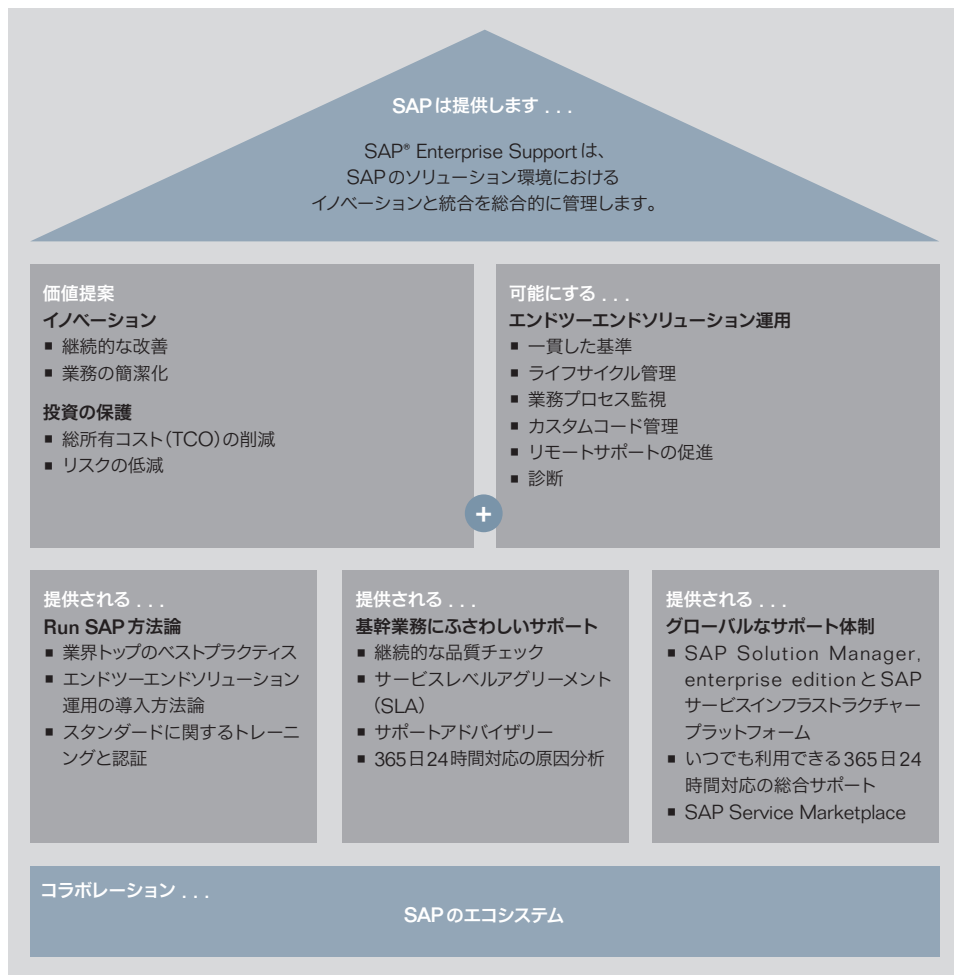 SAPは提供します . . .
SAP® Enterprise Supportは、
SAPのソリューション環境における
イノベーションと統合を総合的に管理します。
価値提案
イノベーション
■ 継続的な改善
■ 業務の簡潔化
投資の保護
■ 総所有コスト（TCO）の削減
■ リスクの低減
可能にする . . .
エンドツーエンドソリューション運用
■ 一貫した基準
■ ライフサイクル管理
■ 業務プロセス監視
■ カスタムコード管理
■ リモートサポートの促進
■ 診断
+
提供される . . .
Run SAP方法論
■ 業界トップのベストプラクティス
■ エンドツーエンドソリューション
運用の導入方法論
■ スタンダードに関するトレーニ
ングと認証
提供される . . .
基幹業務にふさわしいサポート
■ 継続的な品質チェック
■ サービスレベルアグリーメント
（SLA）
■ サポートアドバイザリー
■ 365日24時間対応の原因分析
提供される . . .
グローバルなサポート体制
■ SAP Solution Manager,
enterprise editionとSAP
サービスインフラストラクチャー
プラットフォーム
■ いつでも利用できる365日24
時間対応の総合サポート
■ SAP Service Marketplace
コラボレーション . . .
SAPのエコシステム